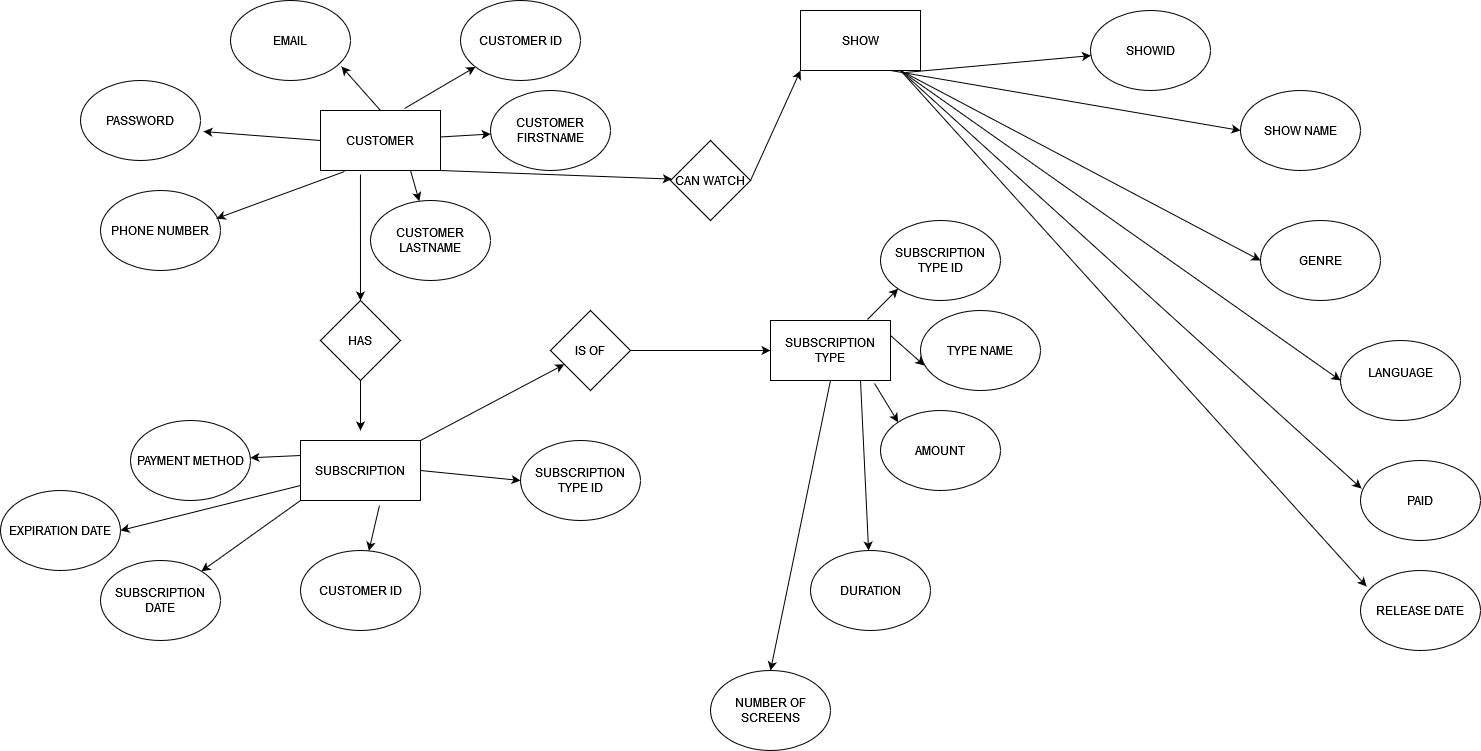 EMAIL
CUSTOMER ID
SHOW
SHOWID
PASSWORD
CUSTOMER
CUSTOMER
FIRSTNAME
SHOW NAME
CAN WATCH
PHONE NUMBER
CUSTOMER
LASTNAME
SUBSCRIPTION
TYPE ID
GENRE
HAS
IS OF
SUBSCRIPTION
TYPE
TYPE NAME
LANGUAGE
PAYMENT METHOD
SUBSCRIPTION
SUBSCRIPTION
TYPE ID
AMOUNT
PAID
EXPIRATION DATE
SUBSCRIPTION
DATE
CUSTOMER ID
DURATION
RELEASE DATE
NUMBER OF
SCREENS